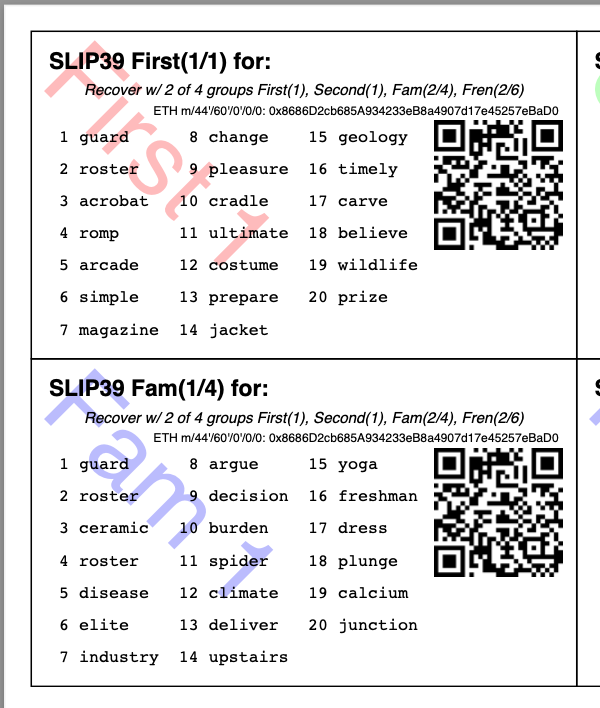 SLIP39 First(1/1) for:
Recover w/ 2 of 4 groups First(1), Second(1), Fam(2/4), Fren(2/6)
ETH m/44'/60'/0'/0/0: 0x8686D2cb685A934233eB8a4907d17e45257eBaD0
First 1
1 guard 8 change 15 geology
2 roster 9 pleasure 16 timely
3 acrobat 10 cradle 17 carve
4 romp 11 ultimate 18 believe
5 arcade 12 costume 19 wildlife
6 simple 13 prepare 20 prize
7 magazine 14 jacket
SLIP39 Fam(1/4) for:
Recover w/ 2 of 4 groups First(1), Second(1), Fam(2/4), Fren(2/6)
ETH m/44'/60'/0'/0/0: 0x8686D2cb685A934233eB8a4907d17e45257eBaD0
Fam 1
1 guard 8 argue 15 yoga
2 roster 9 decision 16 freshman
3 ceramic 10 burden 17 dress
4 roster 11 spider 18 plunge
5 disease 12 climate 19 calcium
6 elite 13 deliver 20 junction
7 industry 14 upstairs